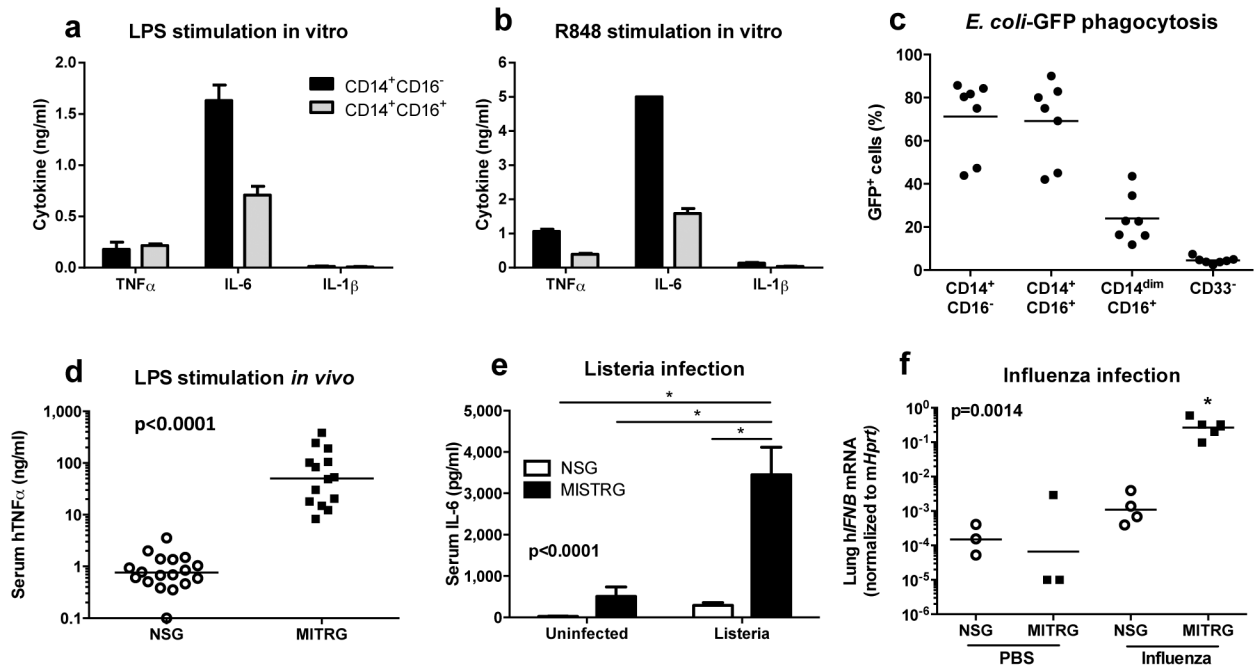 a
LPS stimulation in vitro
Cytokine (ng/ml)
2.0
1.5
1.0
0.5
0.0
CD14⁺CD16⁻
CD14⁺CD16⁺
TNFα IL-6 IL-1β
b
R848 stimulation in vitro
Cytokine (ng/ml)
6
5
4
3
2
1
0
TNFα IL-6 IL-1β
c
E. coli-GFP phagocytosis
GFP⁺ cells (%)
100
80
60
40
20
0
CD14⁺ CD14⁺ CD14ᵈⁱᵐ CD33⁻
CD16⁻ CD16⁺ CD16⁺
d
LPS stimulation in vivo
Serum hTNFα (ng/ml)
1,000
100
10
1
0.1
p<0.0001
NSG MITRG
e
Listeria infection
Serum IL-6 (pg/ml)
5,000
4,000
3,000
2,000
1,000
0
*
*
*
NSG
MISTRG
p<0.0001
Uninfected Listeria
f
Influenza infection
Lung hIFNB mRNA
(normalized to mHprt)
p=0.0014
*
10⁰
10⁻¹
10⁻²
10⁻³
10⁻⁴
10⁻⁵
10⁻⁶
NSG MITRG NSG MITRG
PBS Influenza